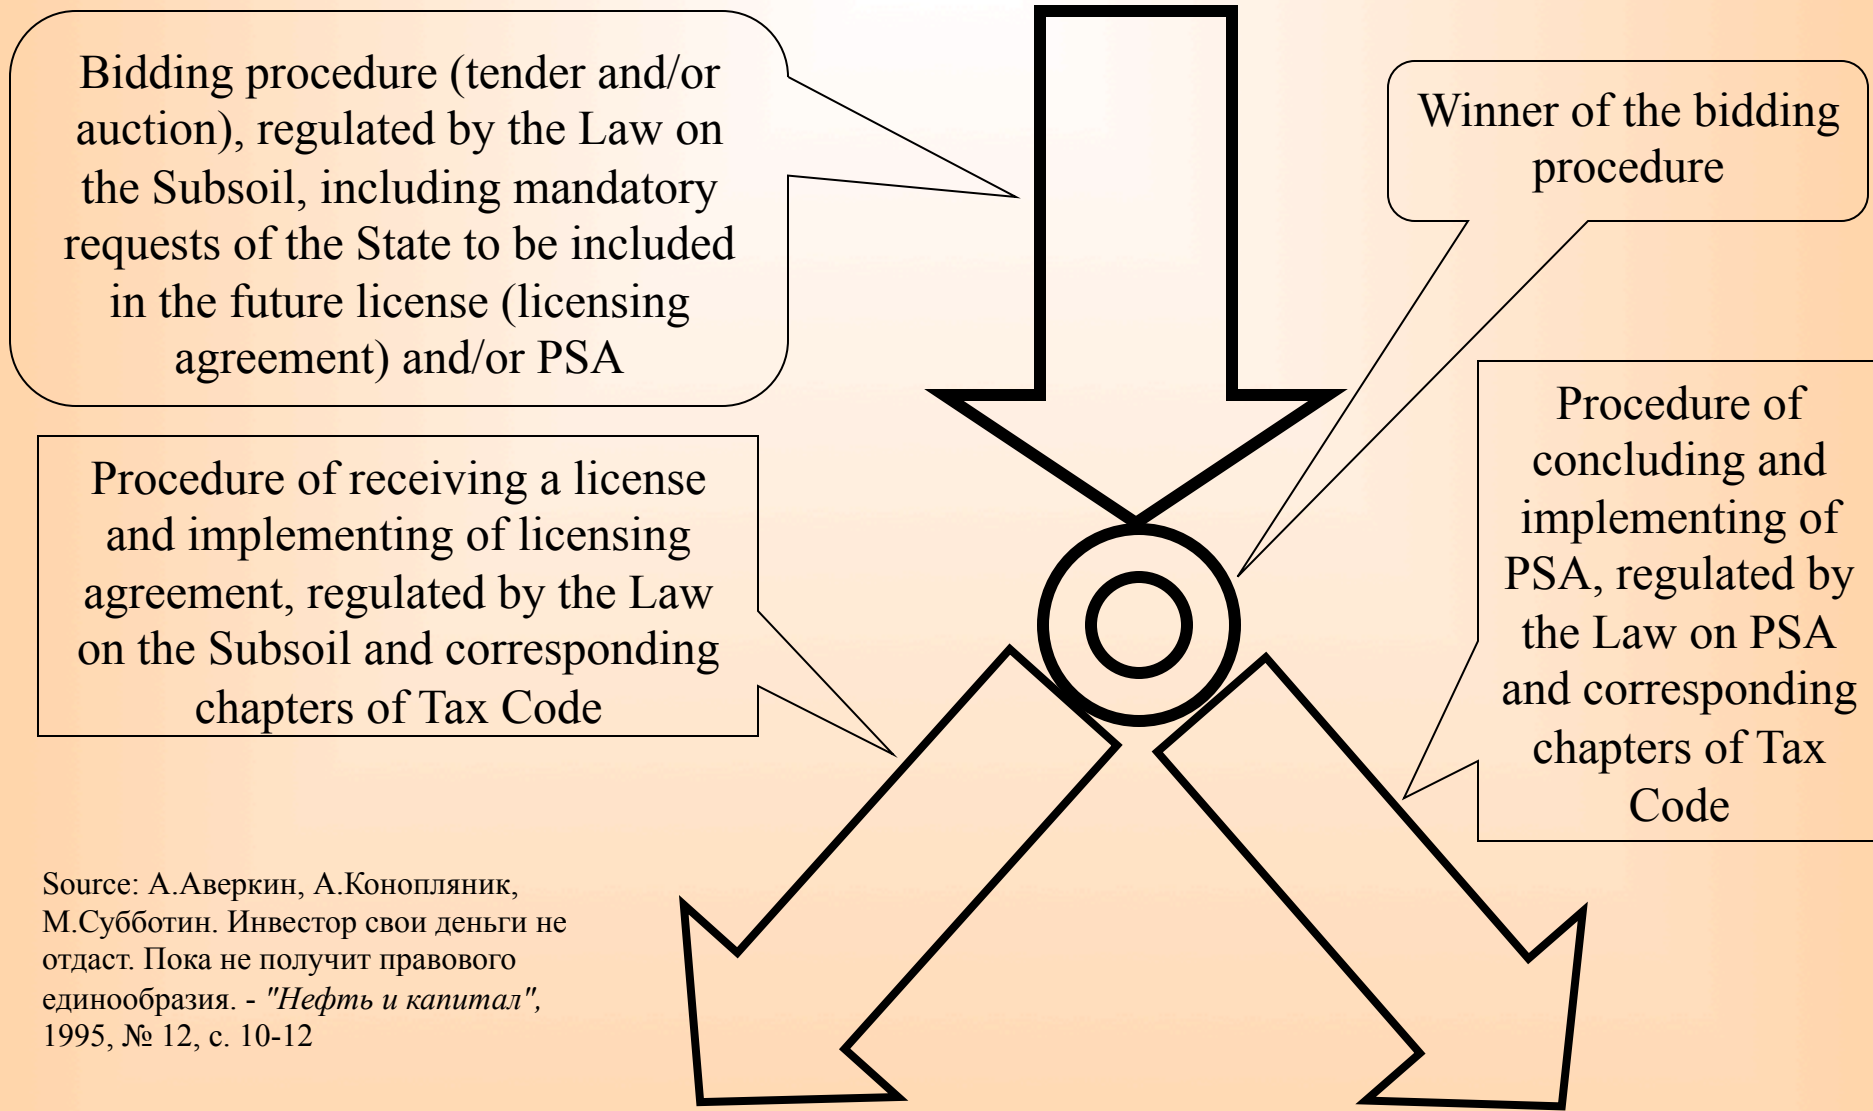 Bidding procedure (tender and/or
auction), regulated by the Law on
the Subsoil, including mandatory
requests of the State to be included
in the future license (licensing
agreement) and/or PSA
Winner of the bidding
procedure
Procedure of receiving a license
and implementing of licensing
agreement, regulated by the Law
on the Subsoil and corresponding
chapters of Tax Code
Procedure of
concluding and
implementing of
PSA, regulated by
the Law on PSA
and corresponding
chapters of Tax
Code
Source: А.Аверкин, А.Конопляник,
М.Субботин. Инвестор свои деньги не
отдаст. Пока не получит правового
единообразия. - "Нефть и капитал",
1995, № 12, с. 10-12